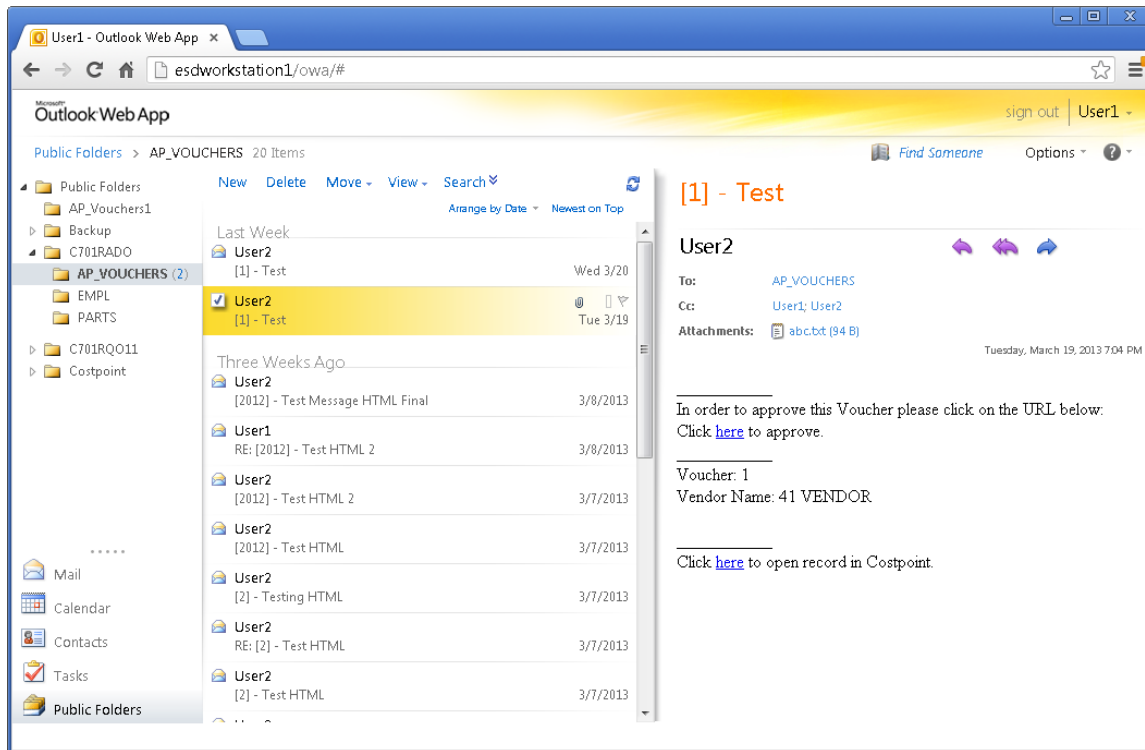 User1 - Outlook Web App ×
esdworkstation1/owa/#
Microsoft®
Outlook Web App
sign out User1
Public Folders > AP_VOUCHERS 20 Items
Find Someone Options ?
Public Folders
AP_Vouchers1
Backup
C701RADO
AP_VOUCHERS (2)
EMPL
PARTS
C701RQO11
Costpoint
Mail
Calendar
Contacts
Tasks
Public Folders
New Delete Move View Search
Arrange by Date Newest on Top
Last Week
User2
[1] - Test Wed 3/20
User2
[1] - Test Tue 3/19
Three Weeks Ago
User2
[2012] - Test Message HTML Final 3/8/2013
User1
RE: [2012] - Test HTML 2 3/8/2013
User2
[2012] - Test HTML 2 3/7/2013
User2
[2012] - Test HTML 3/7/2013
User2
[2] - Testing HTML 3/7/2013
User2
RE: [2] - Test HTML 3/7/2013
User2
[2] - Test HTML 3/7/2013
[1] - Test
User2
To: AP_VOUCHERS
Cc: User1; User2
Attachments: abc.txt (94 B)
Tuesday, March 19, 2013 7:04 PM
In order to approve this Voucher please click on the URL below:
Click here to approve.
Voucher: 1
Vendor Name: 41 VENDOR
Click here to open record in Costpoint.